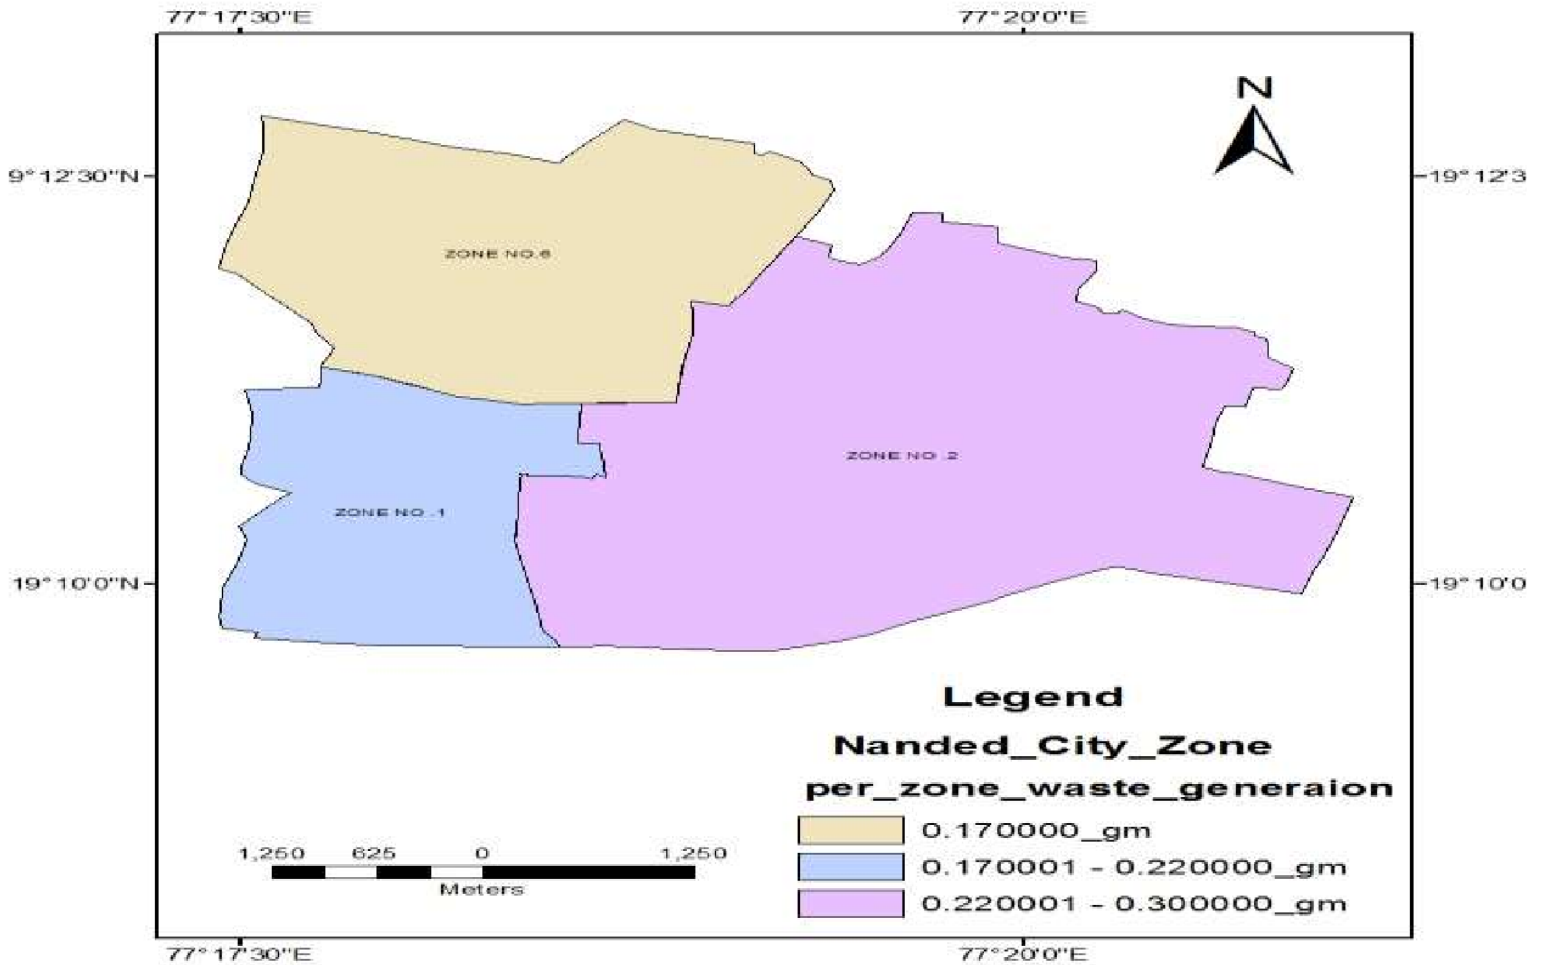 77°17'30"E 77°20'0"E
N
9°12'30"N 19°12'3
ZONE NO.6
ZONE NO .2
ZONE NO .1
19°10'0"N 19°10'0
Legend
Nanded_City_Zone
per_zone_waste_generaion
0.170000_gm
0.170001 - 0.220000_gm
0.220001 - 0.300000_gm
1,250 625 0 1,250
Meters
77°17'30"E 77°20'0"E